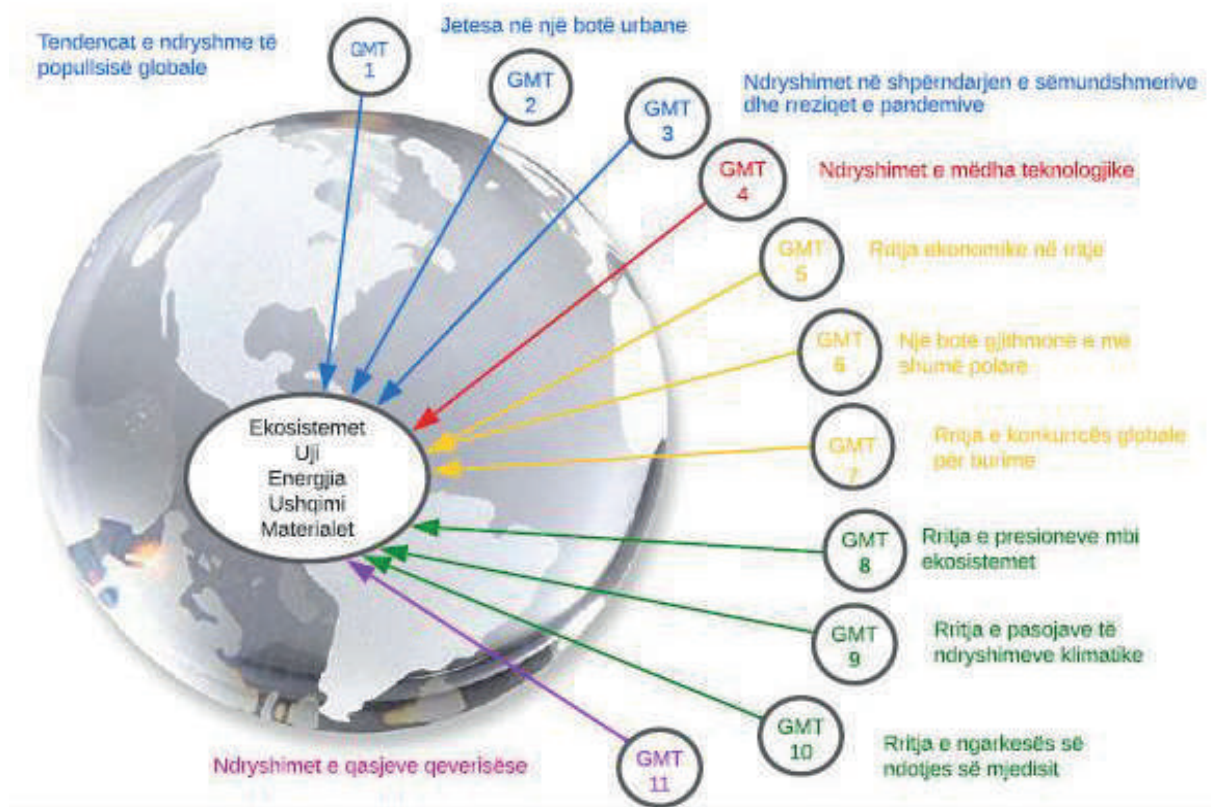 Tendencat e ndryshme të
popullsisë globale
GMT
1
Jetesa në një botë urbane
GMT
2
Ndryshimet në shpërndarjen e sëmundshmerive
dhe rreziqet e pandemive
GMT
3
GMT
4
Ndryshimet e mëdha teknologjike
GMT
5
Rritja ekonomike në rritje
GMT
6
Një botë gjithmonë e më
shumë polare
GMT
7
Rritja e konkurricës globale
për burime
Ekosistemet
Uji
Energjia
Ushqimi
Materialet
GMT
8
Rritja e presioneve mbi
ekosistemet
GMT
9
Rritja e pasojave të
ndryshimeve klimatike
GMT
10
Rritja e ngarkesës së
ndotjes së mjedisit
Ndryshimet e qasjeve qeverisëse
GMT
11